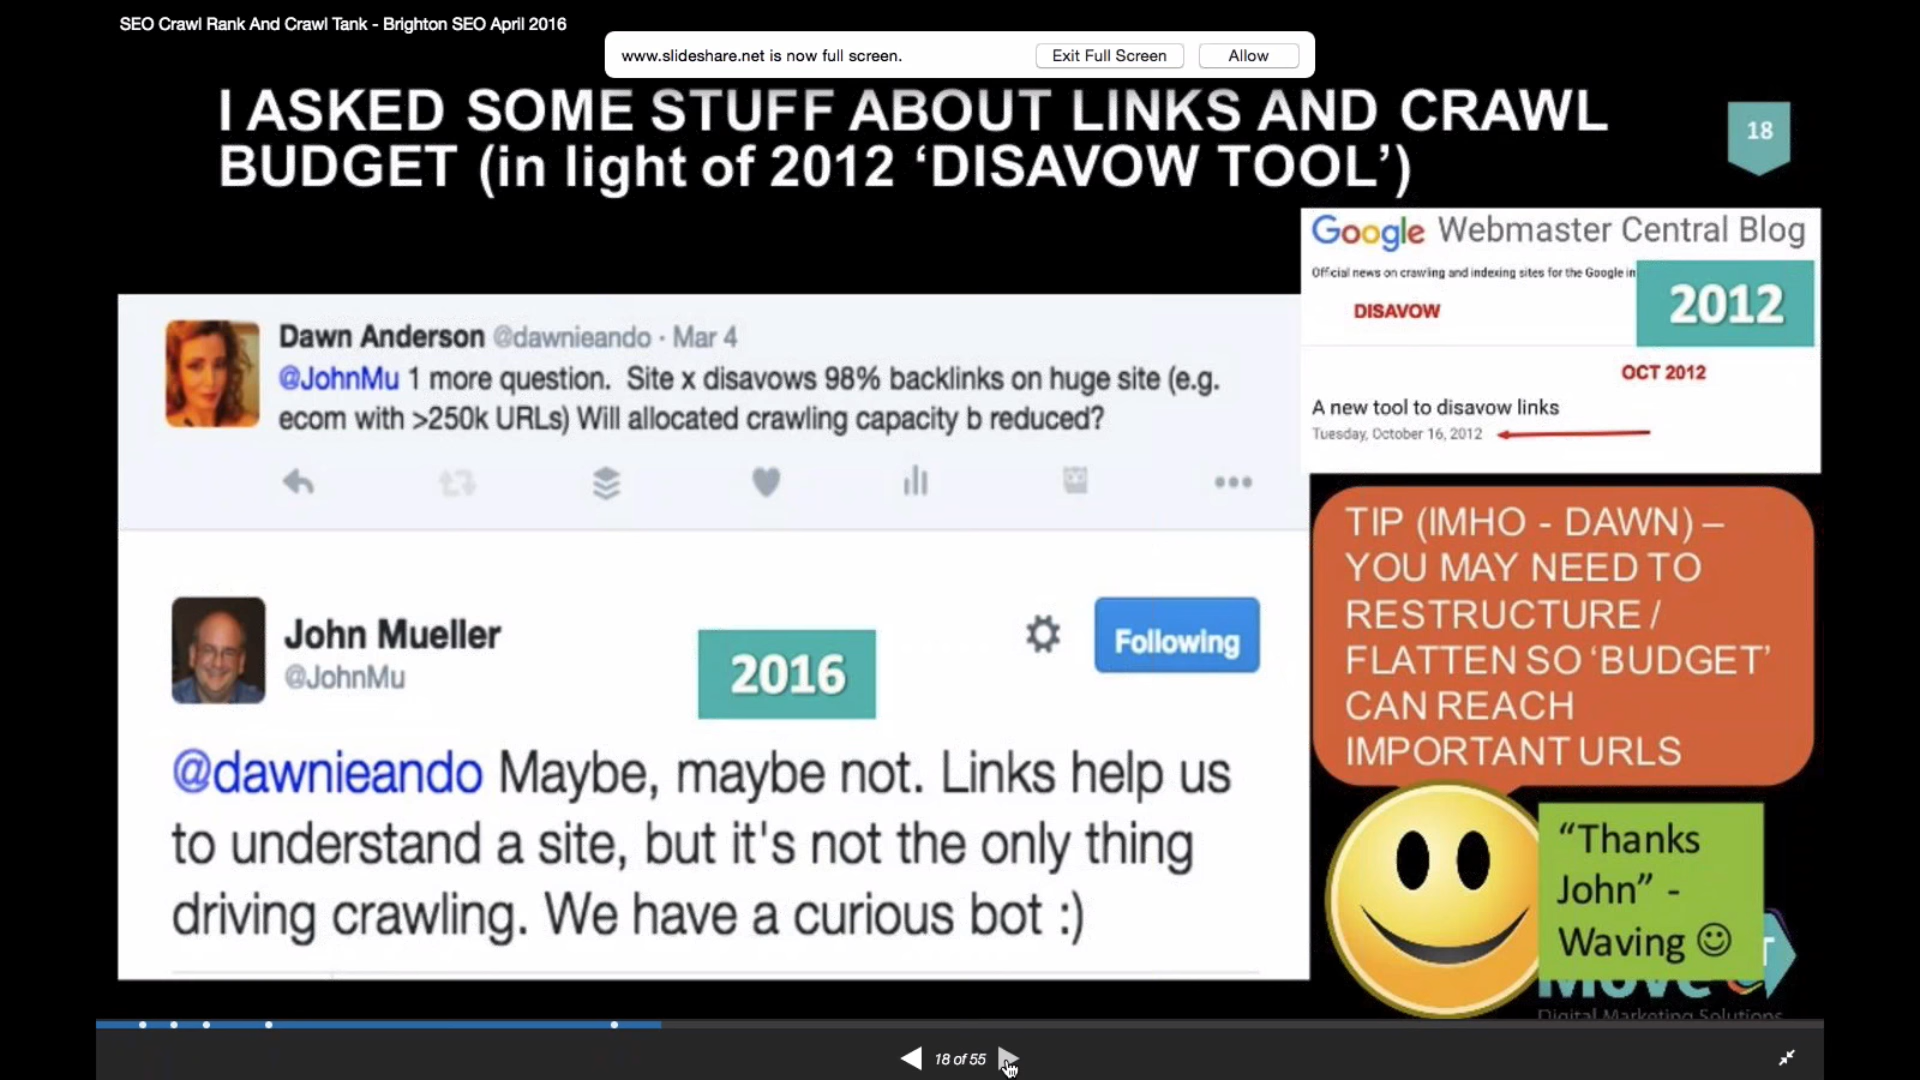 SEO Crawl Rank And Crawl Tank - Brighton SEO April 2016
www.slideshare.net is now full screen.
Exit Full Screen
Allow
I ASKED SOME STUFF ABOUT LINKS AND CRAWL
BUDGET (in light of 2012 ‘DISAVOW TOOL’)
18
Google Webmaster Central Blog
Official news on crawling and indexing sites for the Google in
DISAVOW
2012
OCT 2012
A new tool to disavow links
Tuesday, October 16, 2012
Dawn Anderson @dawnieando · Mar 4
@JohnMu 1 more question. Site x disavows 98% backlinks on huge site (e.g.
ecom with >250k URLs) Will allocated crawling capacity b reduced?
John Mueller
@JohnMu
2016
Following
@dawnieando Maybe, maybe not. Links help us
to understand a site, but it's not the only thing
driving crawling. We have a curious bot :)
TIP (IMHO - DAWN) –
YOU MAY NEED TO
RESTRUCTURE /
FLATTEN SO ‘BUDGET’
CAN REACH
IMPORTANT URLS
“Thanks
John” -
Waving ☺
Move
Digital Marketing Solutions
18 of 55